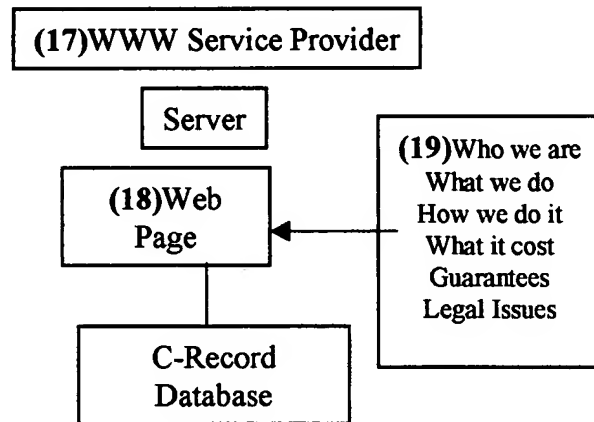 (17)WWW Service Provider
Server
(18)Web
Page
(19)Who we are
What we do
How we do it
What it cost
Guarantees
Legal Issues
C-Record
Database